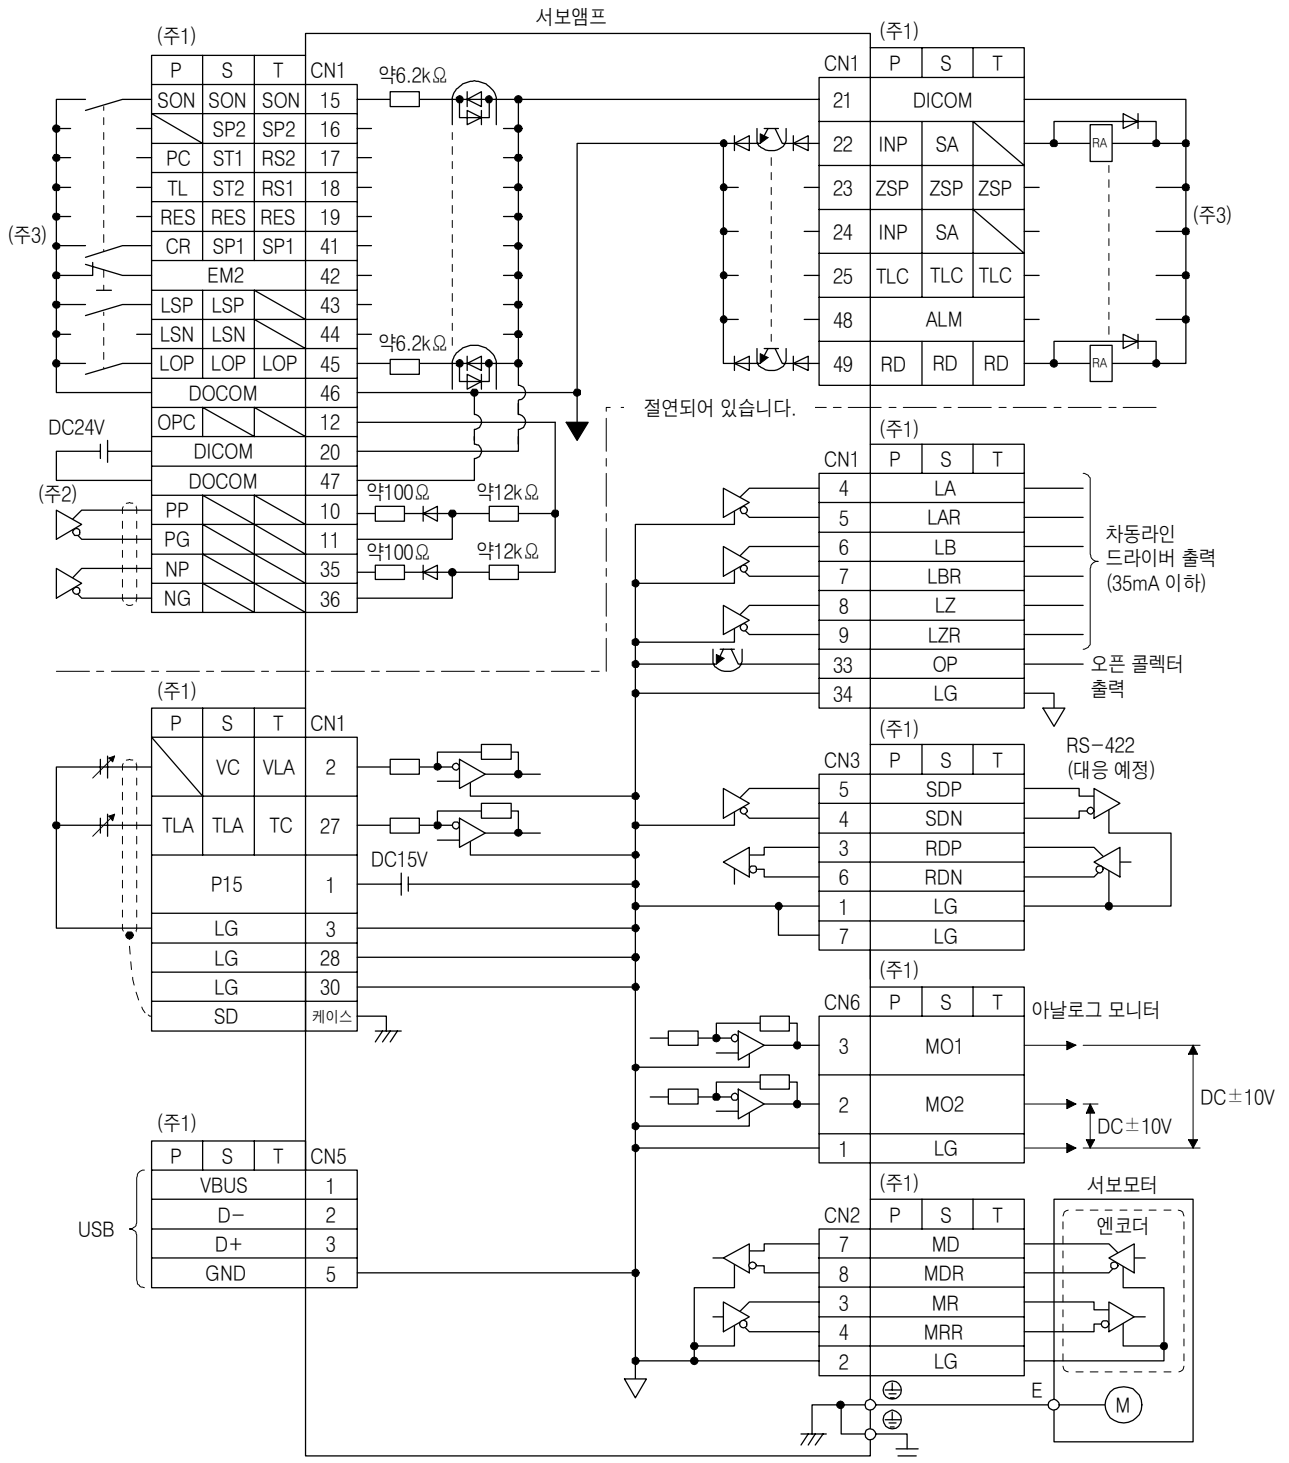 서보앰프
(주1)
P S T CN1
SON SON SON 15
SP2 SP2 16
PC ST1 RS2 17
TL ST2 RS1 18
RES RES RES 19
CR SP1 SP1 41
EM2 42
LSP LSP 43
LSN LSN 44
LOP LOP LOP 45
DOCOM 46
OPC 12
DICOM 20
DOCOM 47
PP 10
PG 11
NP 35
NG 36
(주3)
DC24V
(주2)
약6.2kΩ
약6.2kΩ
약100Ω 약12kΩ
약100Ω 약12kΩ
(주1)
CN1 P S T
21 DICOM
22 INP SA
23 ZSP ZSP ZSP
24 INP SA
25 TLC TLC TLC
48 ALM
49 RD RD RD
RA
RA
(주3)
절연되어 있습니다.
(주1)
CN1 P S T
4 LA
5 LAR
6 LB
7 LBR
8 LZ
9 LZR
33 OP
34 LG
차동라인
드라이버 출력
(35mA 이하)
오픈 콜렉터
출력
(주1)
P S T CN1
VC VLA 2
TLA TLA TC 27
P15 1
LG 3
LG 28
LG 30
SD 케이스
DC15V
(주1)
CN3 P S T
5 SDP
4 SDN
3 RDP
6 RDN
1 LG
7 LG
RS-422
(대응 예정)
(주1)
CN6 P S T
3 MO1
2 MO2
1 LG
아날로그 모니터
DC±10V
DC±10V
(주1)
P S T CN5
VBUS 1
D- 2
D+ 3
GND 5
USB
(주1)
CN2 P S T
7 MD
8 MDR
3 MR
4 MRR
2 LG
서보모터
엔코더
E
M